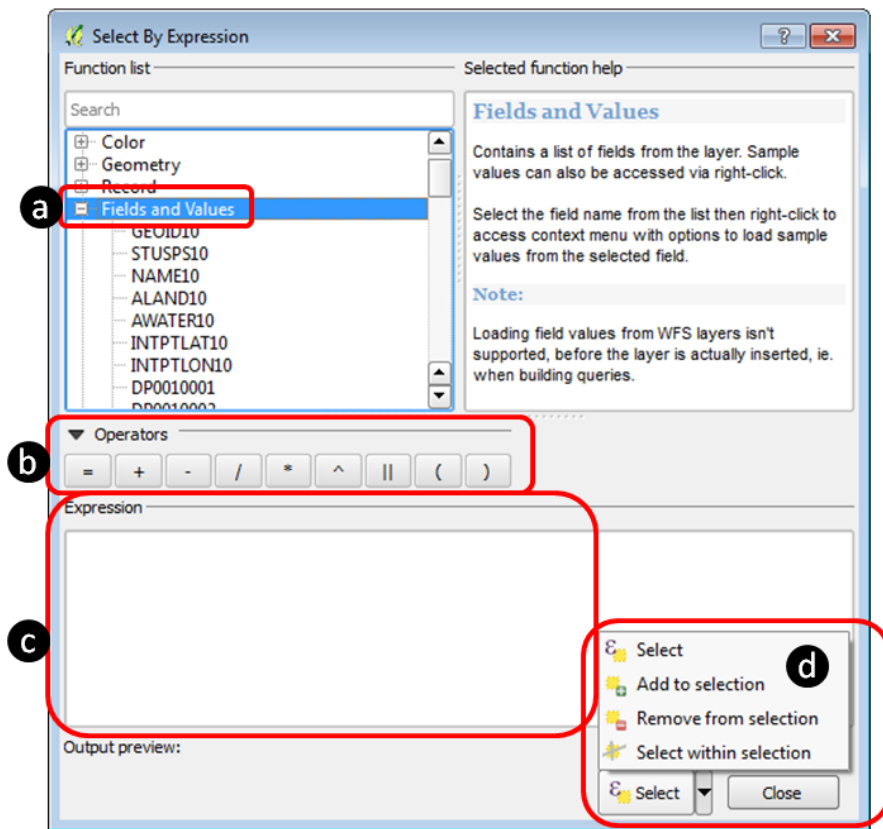 Select By Expression
?
Function list
Selected function help
Search
Color
Geometry
Record
a
Fields and Values
GEOID10
STUSPS10
NAME10
ALAND10
AWATER10
INTPTLAT10
INTPTLON10
DP0010001
DP0010002
Fields and Values
Contains a list of fields from the layer. Sample
values can also be accessed via right-click.
Select the field name from the list then right-click to
access context menu with options to load sample
values from the selected field.
Note:
Loading field values from WFS layers isn't
supported, before the layer is actually inserted, ie.
when building queries.
Operators
b
= + - / * ^ || ( )
Expression
c
Select
d
Add to selection
Remove from selection
Select within selection
Output preview:
Select
Close